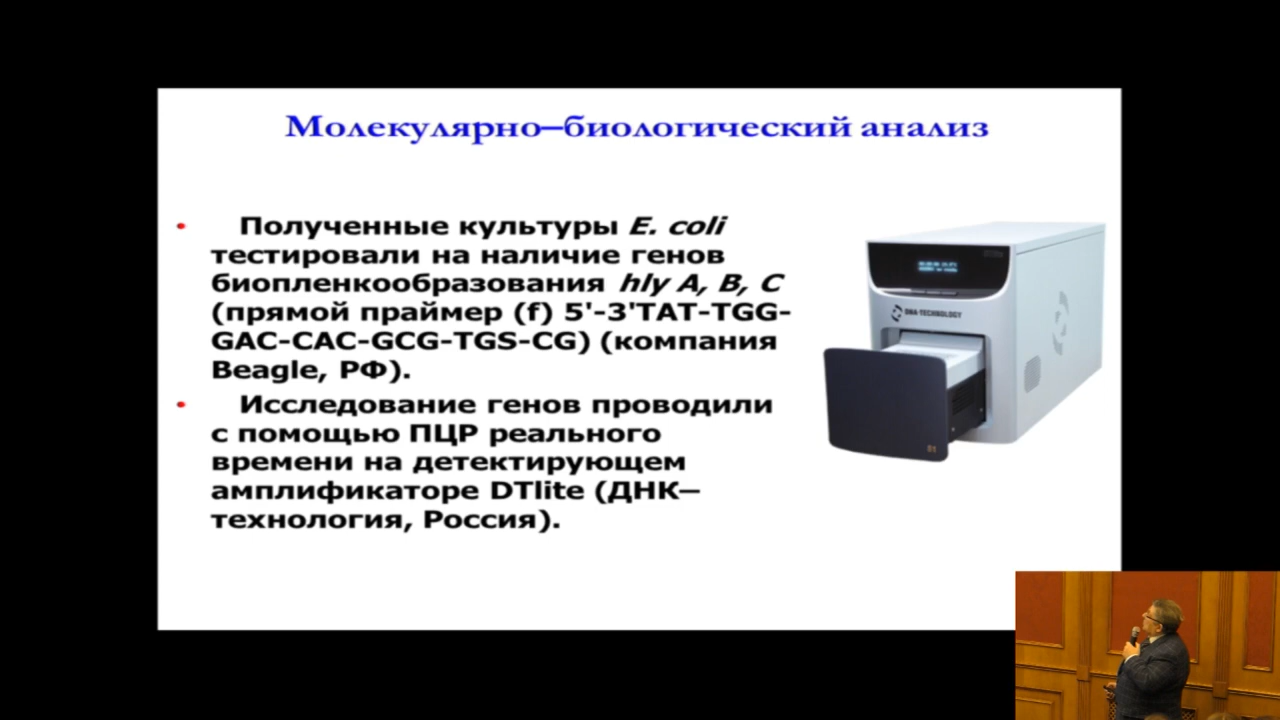 Молекулярно–биологический анализ
• Полученные культуры E. coli
тестировали на наличие генов
биопленкообразования hly A, B, C
(прямой праймер (f) 5'-3'TAT-TGG-
GAC-CAC-GCG-TGS-CG) (компания
Beagle, РФ).
• Исследование генов проводили
с помощью ПЦР реального
времени на детектирующем
амплификаторе DTlite (ДНК–
технология, Россия).
DNA-TECHNOLOGY